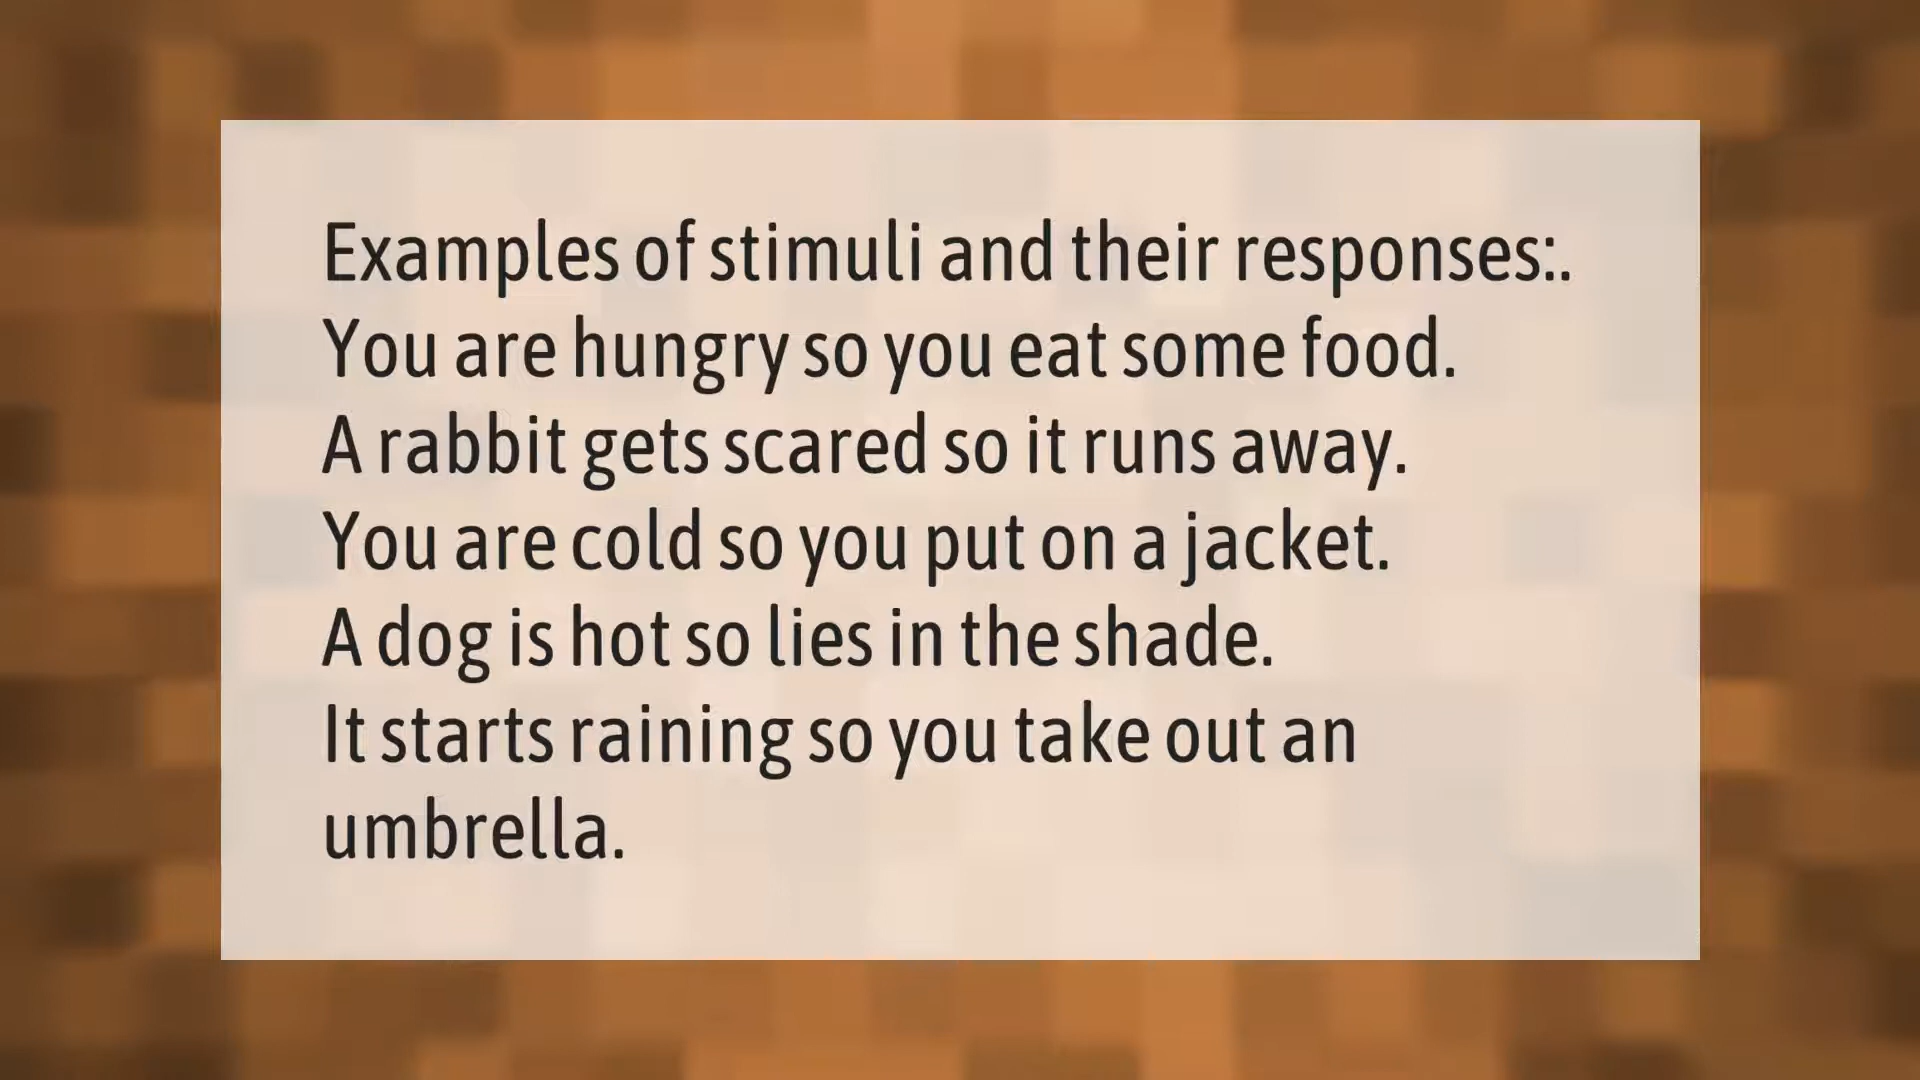 Examples of stimuli and their responses:.
You are hungry so you eat some food.
A rabbit gets scared so it runs away.
You are cold so you put on a jacket.
A dog is hot so lies in the shade.
It starts raining so you take out an
umbrella.